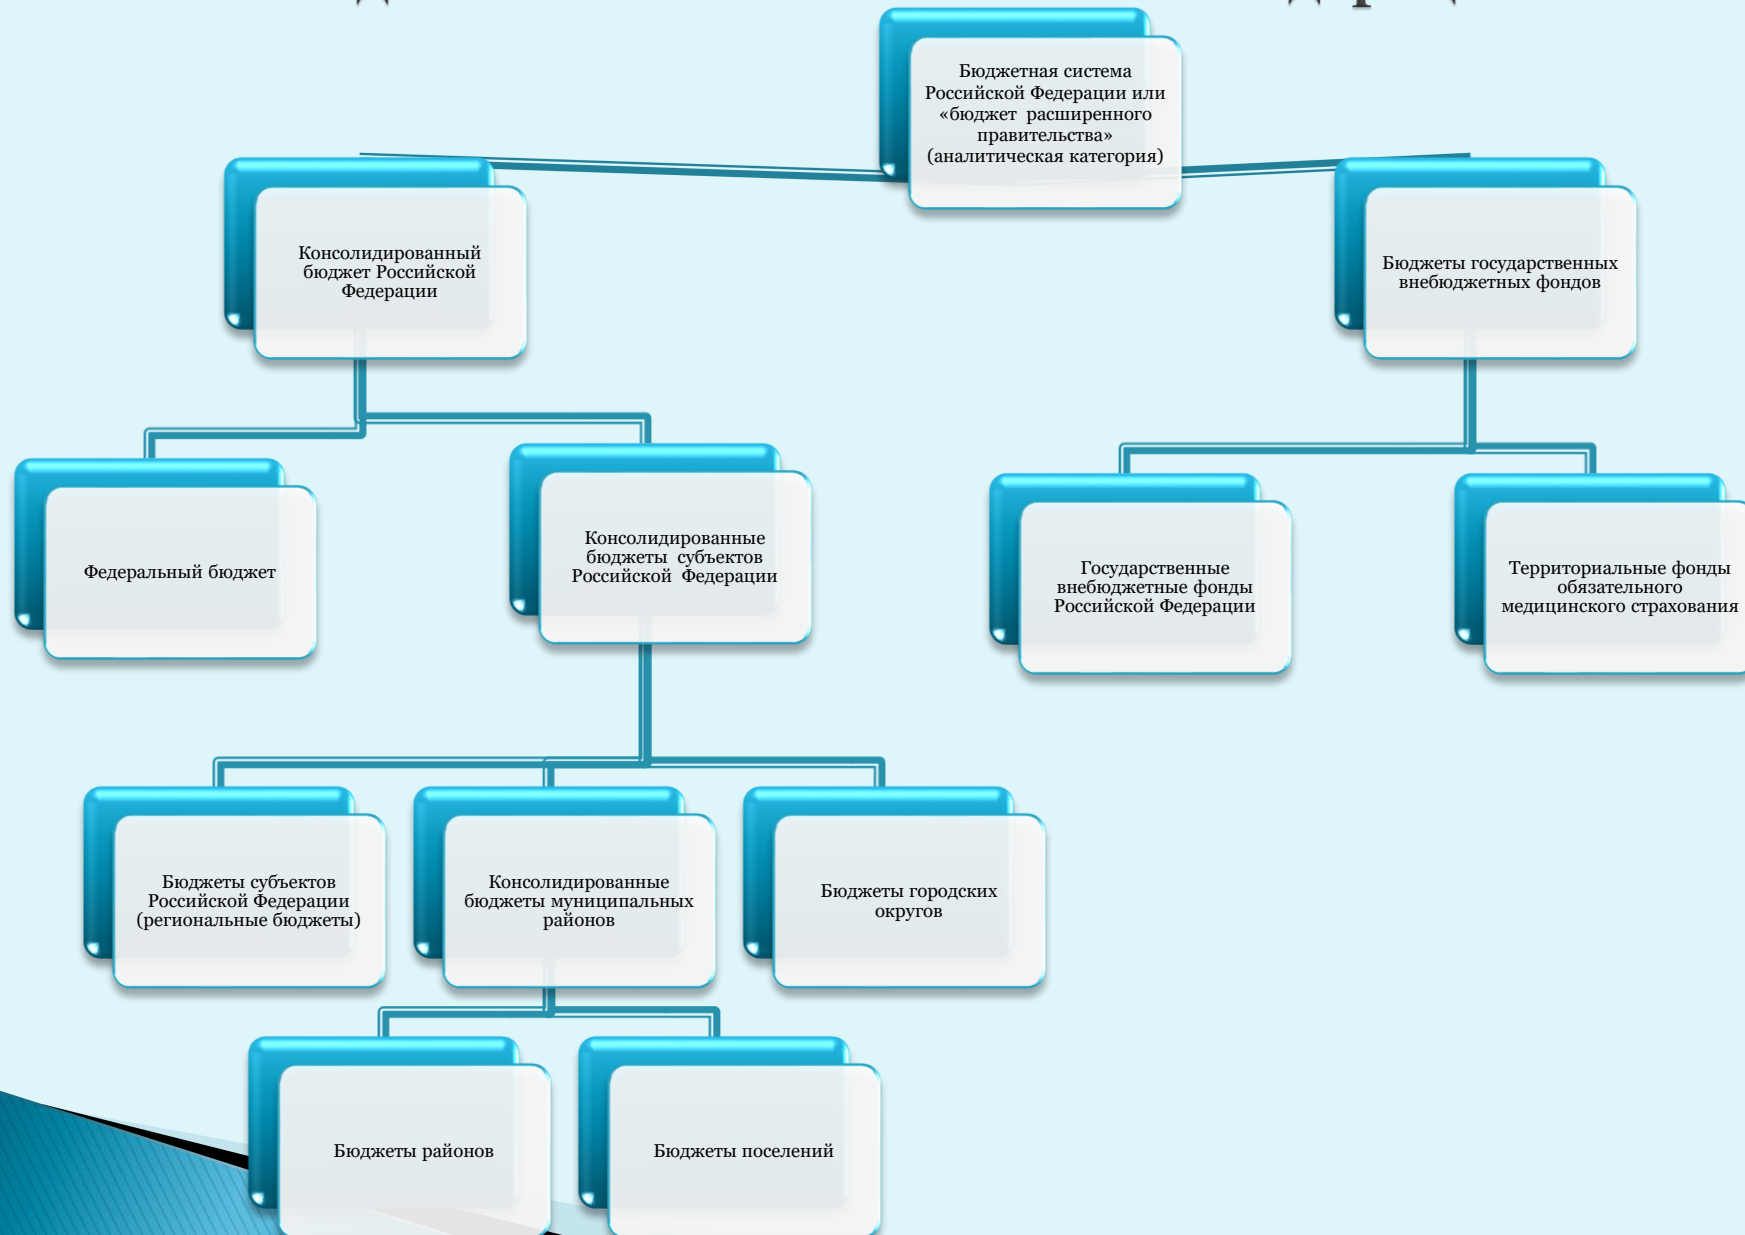 Бюджетная система
Российской Федерации или
«бюджет расширенного
правительства»
(аналитическая категория)
Консолидированный
бюджет Российской
Федерации
Бюджеты государственных
внебюджетных фондов
Федеральный бюджет
Консолидированные
бюджеты субъектов
Российской Федерации
Государственные
внебюджетные фонды
Российской Федерации
Территориальные фонды
обязательного
медицинского страхования
Бюджеты субъектов
Российской Федерации
(региональные бюджеты)
Консолидированные
бюджеты муниципальных
районов
Бюджеты городских
округов
Бюджеты районов
Бюджеты поселений